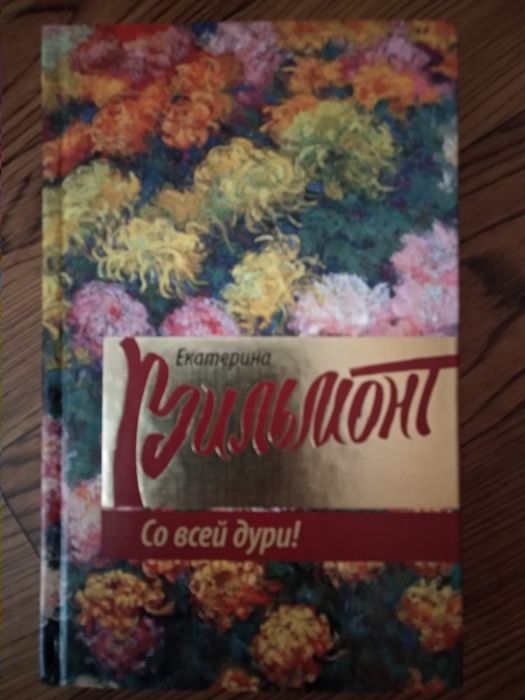 Екатерина
Вильмонт
Со всей дури!